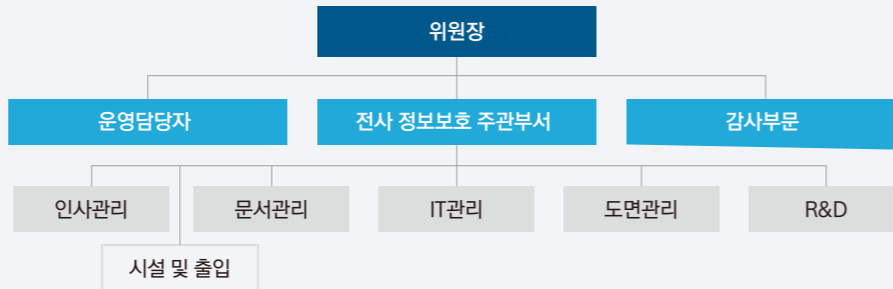 위원장
운영담당자
전사 정보보호 주관부서
감사부문
인사관리
문서관리
IT관리
도면관리
R&D
시설 및 출입